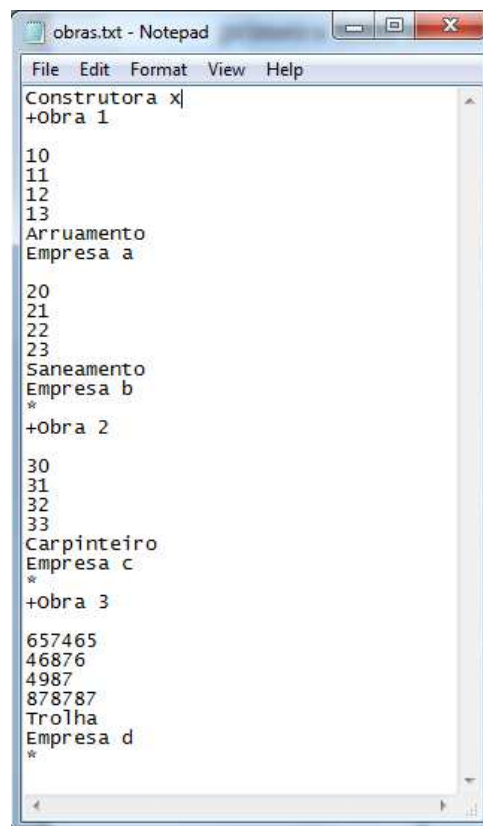 obras.txt - Notepad
File Edit Format View Help
Construtora x
+Obra 1
10
11
12
13
Arruamento
Empresa a
20
21
22
23
Saneamento
Empresa b
*
+Obra 2
30
31
32
33
Carpinteiro
Empresa c
*
+Obra 3
657465
46876
4987
878787
Trolha
Empresa d
*